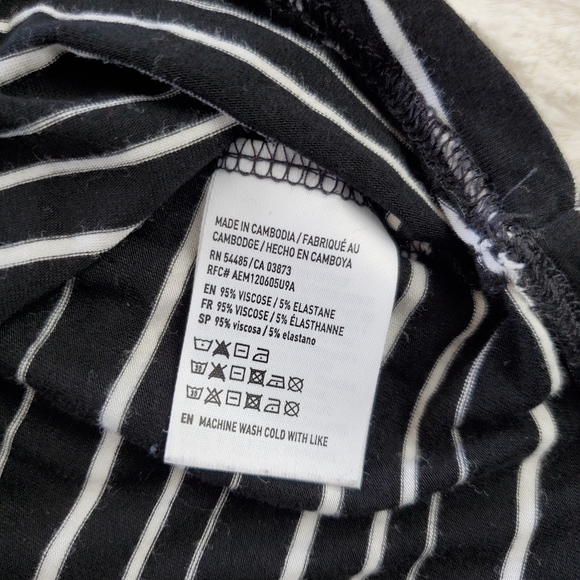 MADE IN CAMBODIA / FABRIQUÉ AU
CAMBODGE / HECHO EN CAMBOYA
RN 54485 / CA 03873
RFC# AEM120605U9A
EN 95% VISCOSE / 5% ELASTANE
FR 95% VISCOSE / 5% ÉLASTHANNE
SP 95% viscosa / 5% elastano
EN MACHINE WASH COLD WITH LIKE